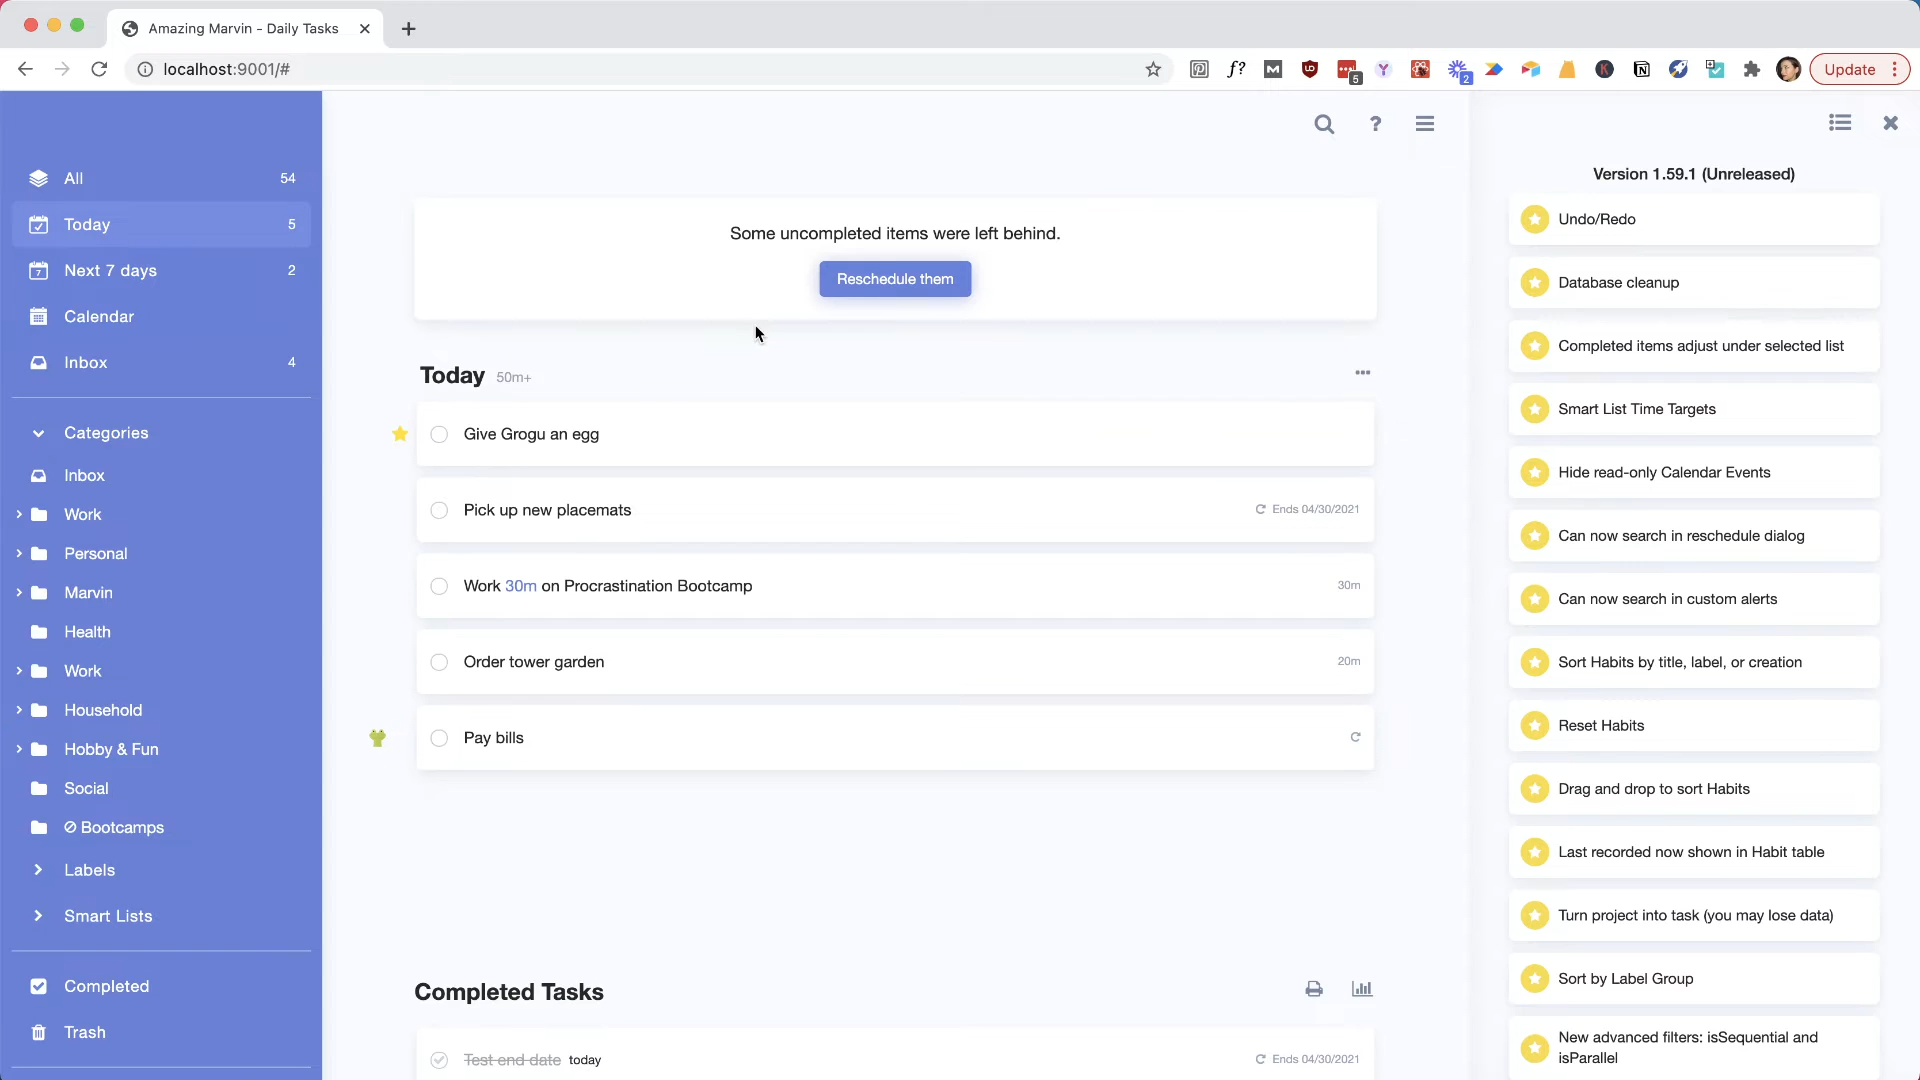 Amazing Marvin - Daily Tasks
localhost:9001/#
f?
5
2
Update
All 54
Today 5
7 Next 7 days 2
Calendar
Inbox 4
Categories
Inbox
Work
Personal
Marvin
Health
Work
Household
Hobby & Fun
Social
Bootcamps
Labels
Smart Lists
Completed
Trash
Some uncompleted items were left behind.
Reschedule them
Today 50m+
Give Grogu an egg
Pick up new placemats Ends 04/30/2021
Work 30m on Procrastination Bootcamp 30m
Order tower garden 20m
Pay bills
Completed Tasks
Test end date today Ends 04/30/2021
Version 1.59.1 (Unreleased)
Undo/Redo
Database cleanup
Completed items adjust under selected list
Smart List Time Targets
Hide read-only Calendar Events
Can now search in reschedule dialog
Can now search in custom alerts
Sort Habits by title, label, or creation
Reset Habits
Drag and drop to sort Habits
Last recorded now shown in Habit table
Turn project into task (you may lose data)
Sort by Label Group
New advanced filters: isSequential and
isParallel